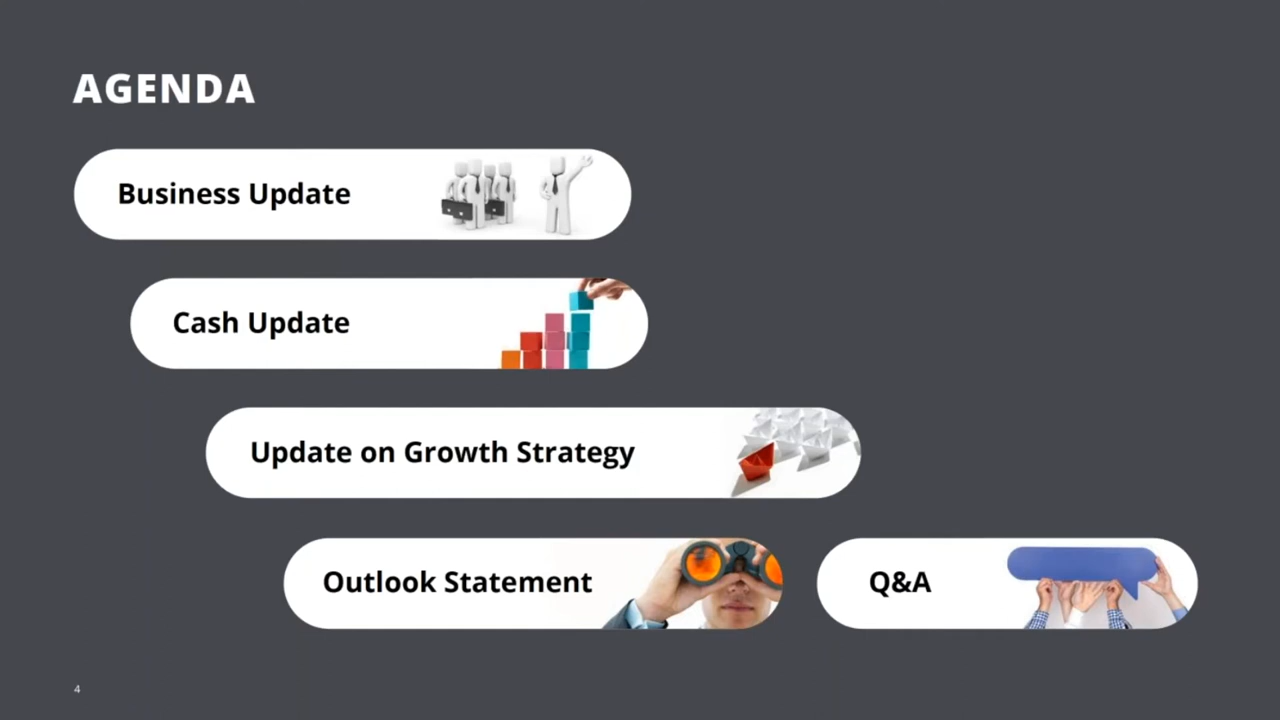 AGENDA
Business Update
Cash Update
Update on Growth Strategy
Outlook Statement
Q&A
4